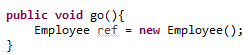 public void go(){
    Employee ref = new Employee();
}